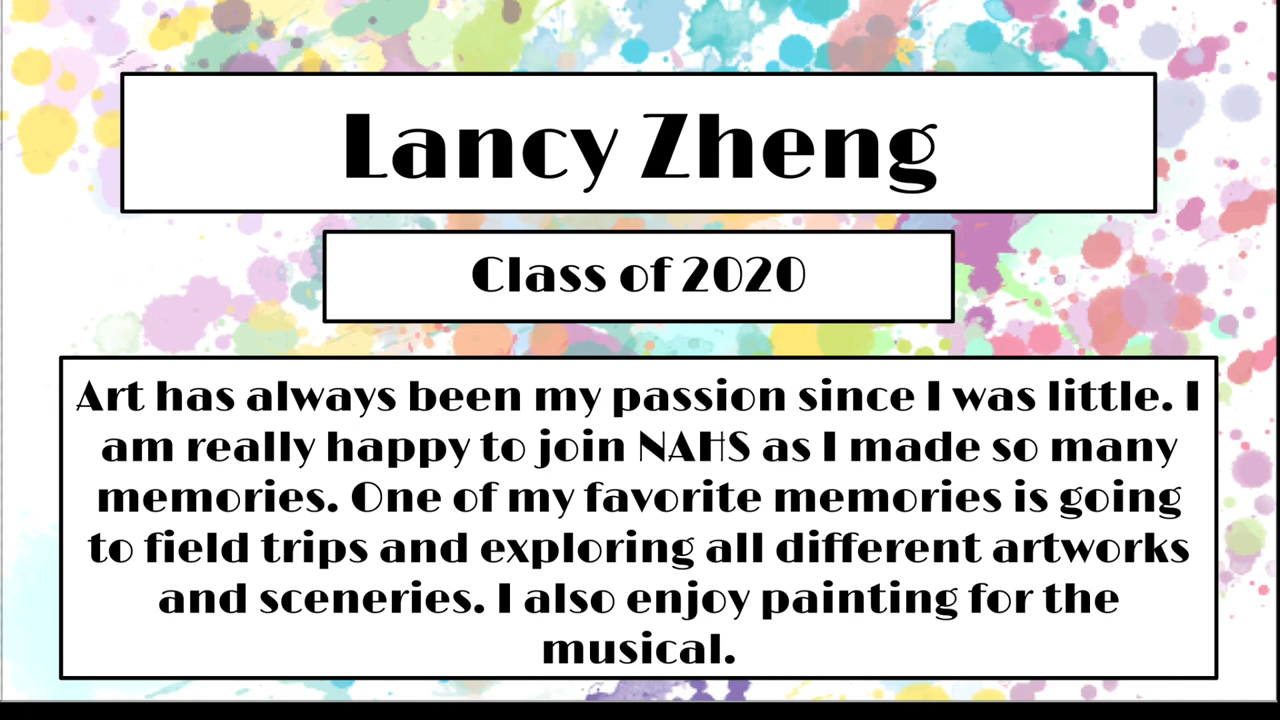 Lancy Zheng
Class of 2020
Art has always been my passion since I was little. I
am really happy to join NAHS as I made so many
memories. One of my favorite memories is going
to field trips and exploring all different artworks
and sceneries. I also enjoy painting for the
musical.